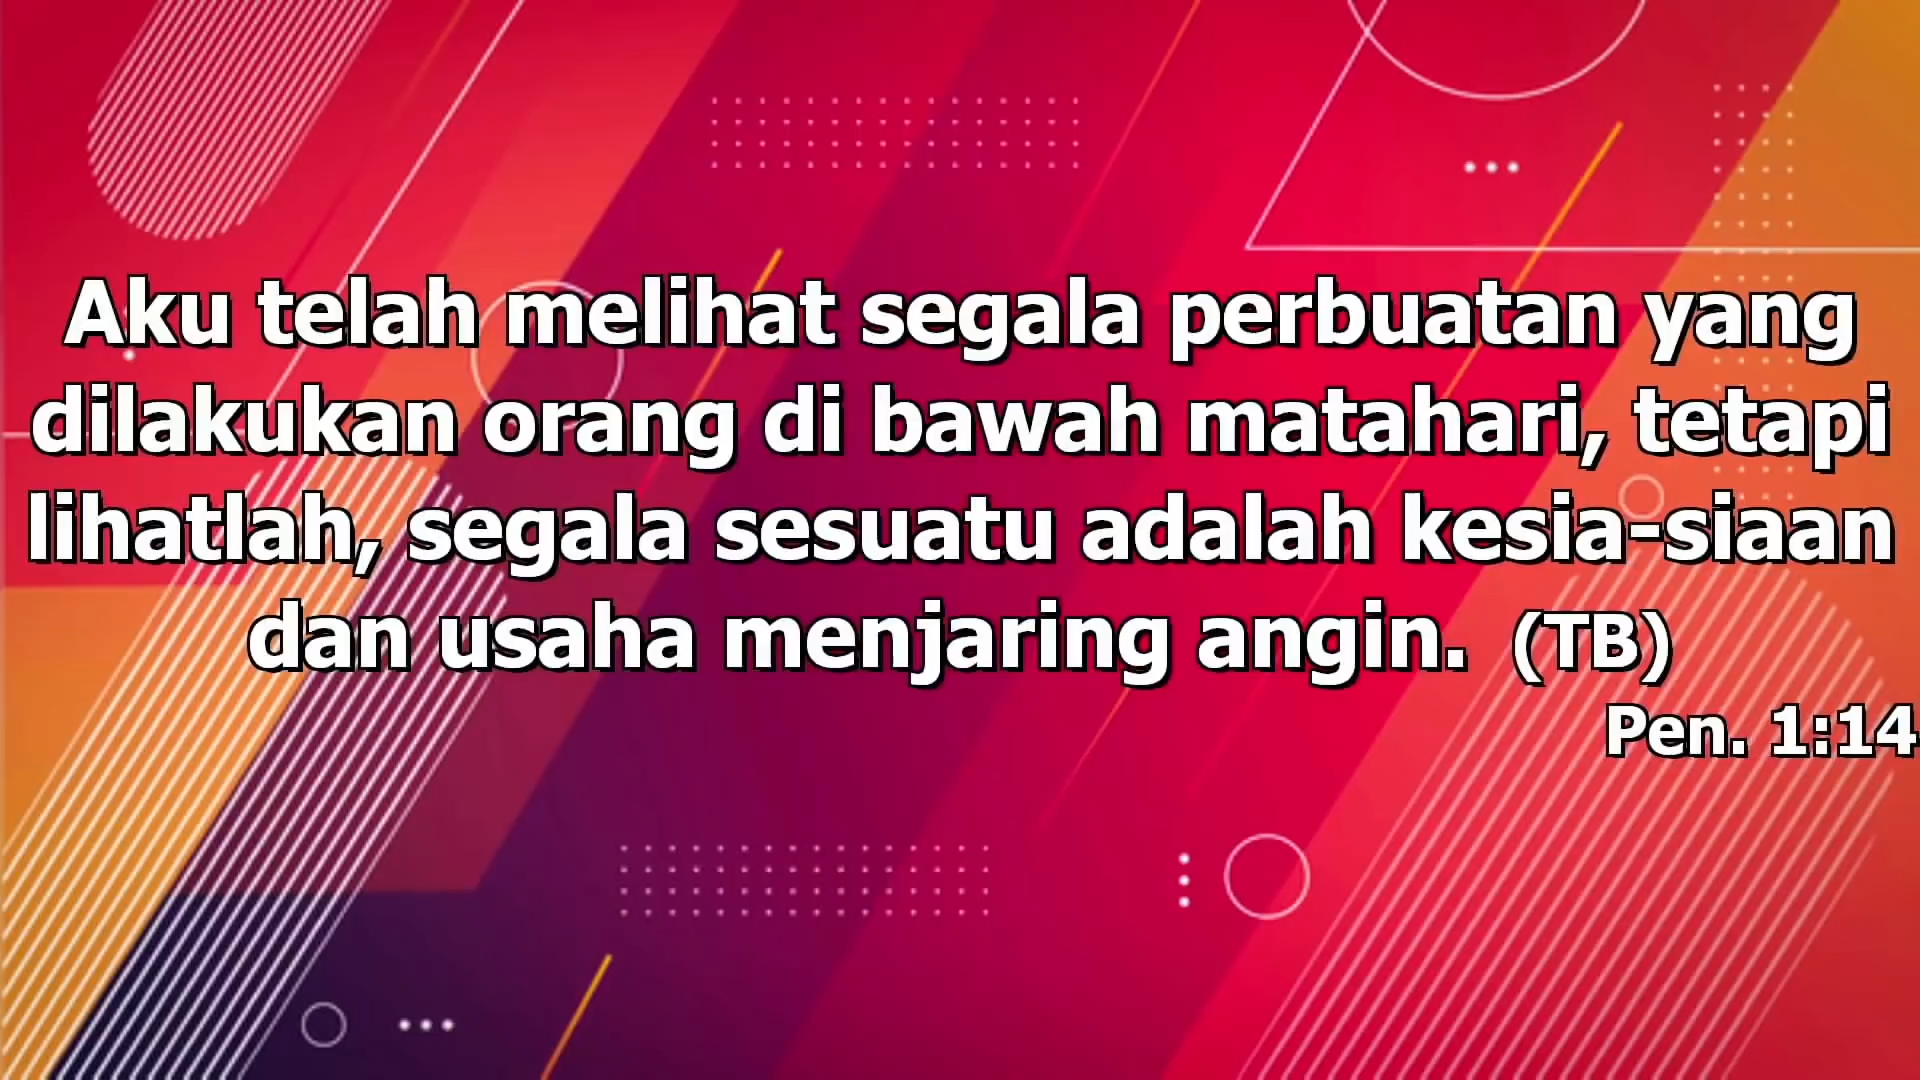 Aku telah melihat segala perbuatan yang
dilakukan orang di bawah matahari, tetapi
lihatlah, segala sesuatu adalah kesia-siaan
dan usaha menjaring angin. (TB)
Pen. 1:14